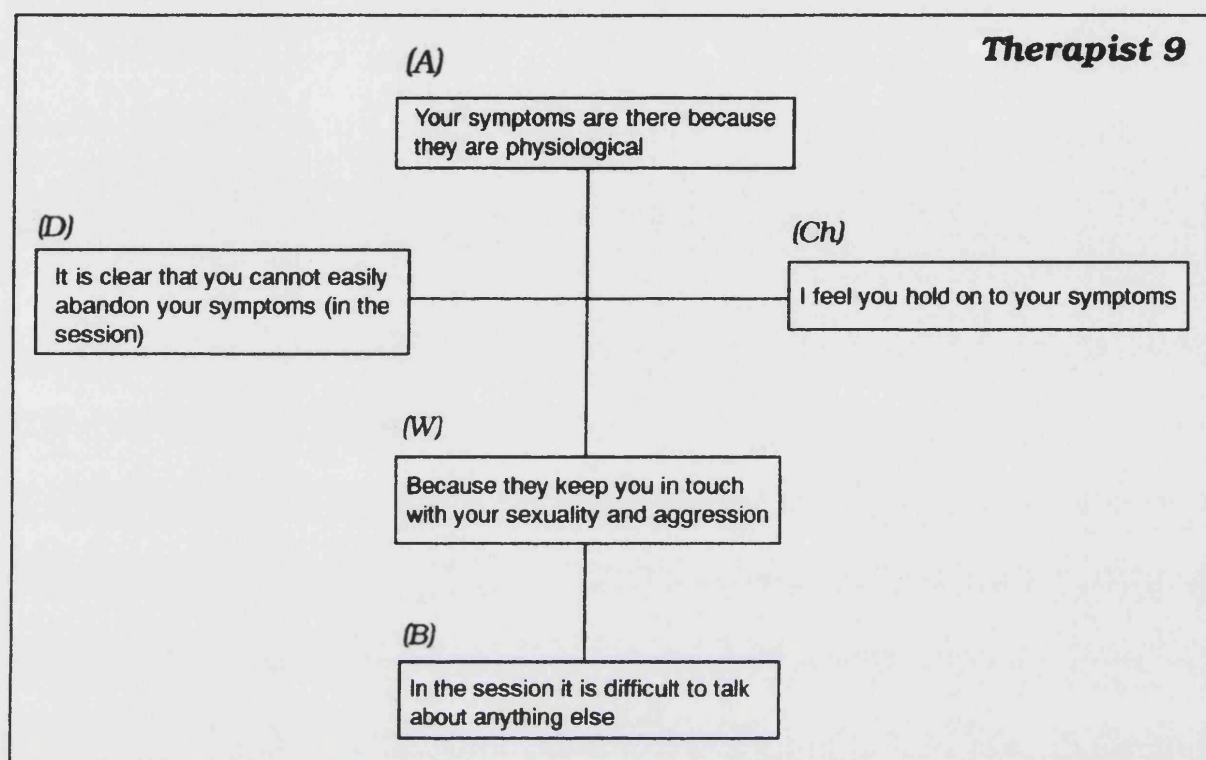 Therapist 9
(A)
Your symptoms are there because
they are physiological
(D)
It is clear that you cannot easily
abandon your symptoms (in the
session)
(Ch)
I feel you hold on to your symptoms
(W)
Because they keep you in touch
with your sexuality and aggression
(B)
In the session it is difficult to talk
about anything else